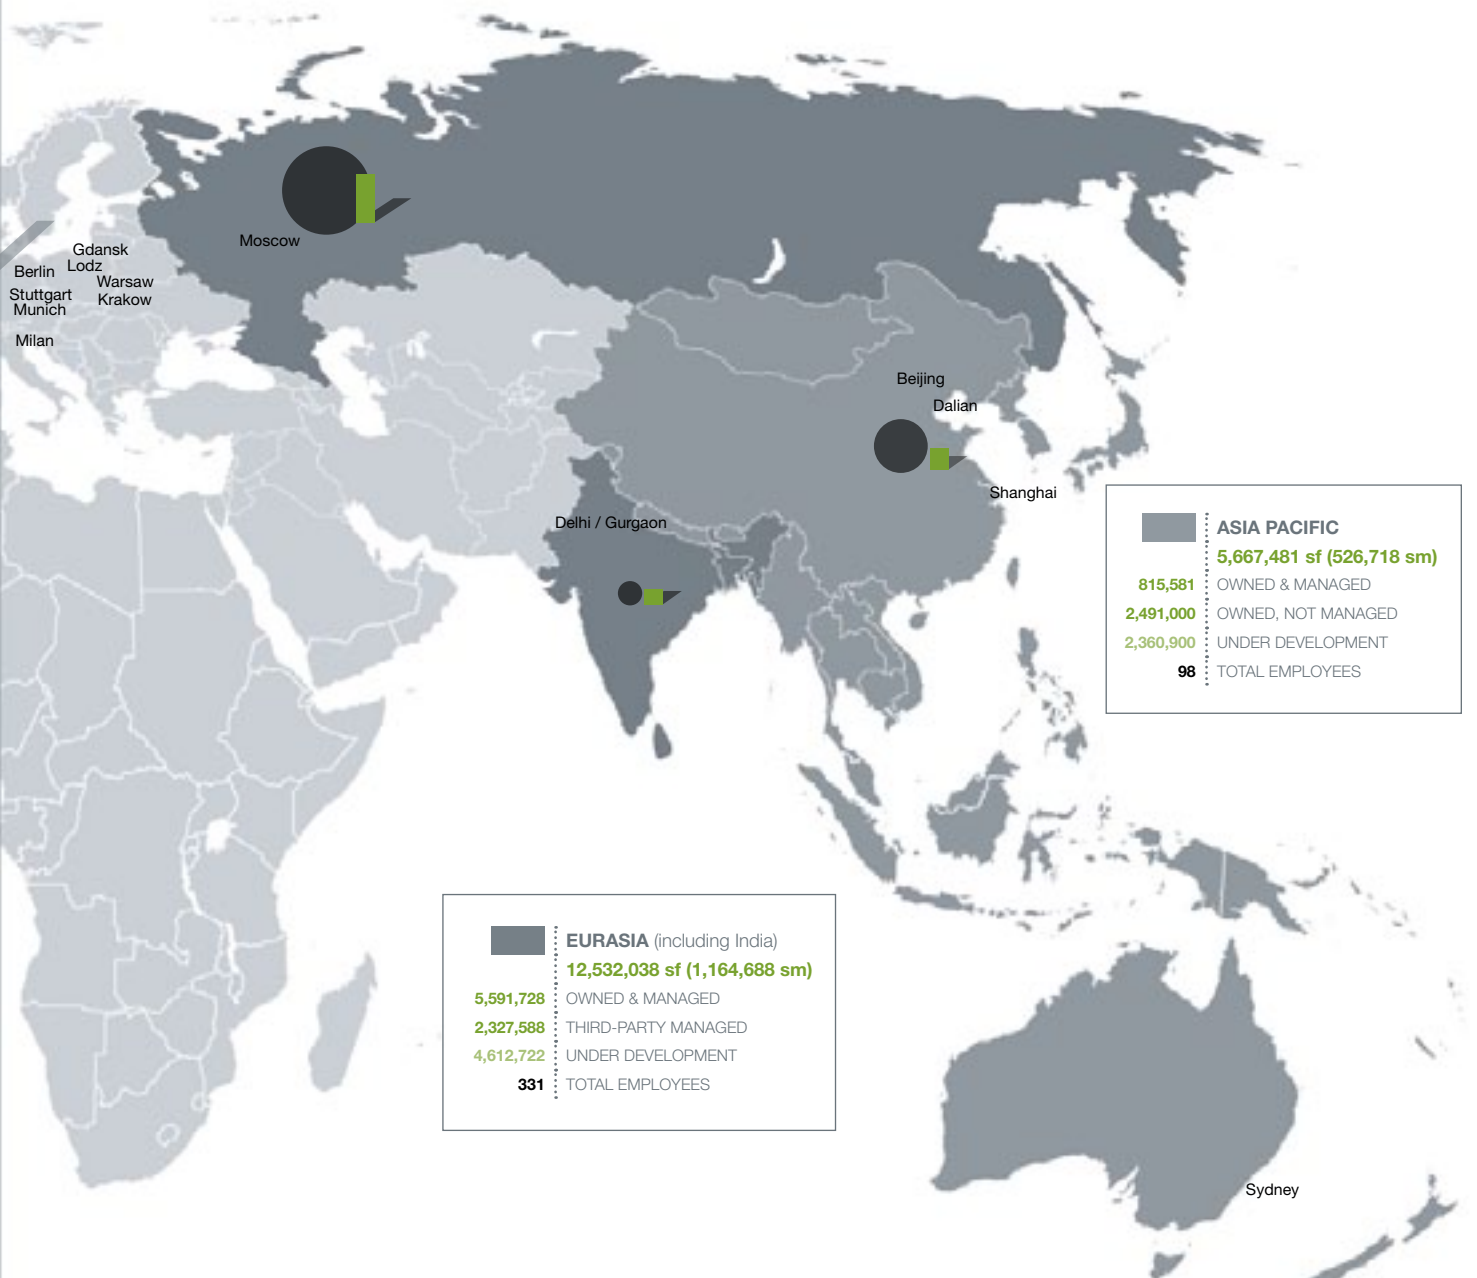 Moscow
Gdansk
Lodz
Berlin
Warsaw
Stuttgart
Krakow
Munich
Milan
Beijing
Dalian
Shanghai
Delhi / Gurgaon
ASIA PACIFIC
5,667,481 sf (526,718 sm)
815,581 OWNED & MANAGED
2,491,000 OWNED, NOT MANAGED
2,360,900 UNDER DEVELOPMENT
98 TOTAL EMPLOYEES
EURASIA (including India)
12,532,038 sf (1,164,688 sm)
5,591,728 OWNED & MANAGED
2,327,588 THIRD-PARTY MANAGED
4,612,722 UNDER DEVELOPMENT
331 TOTAL EMPLOYEES
Sydney